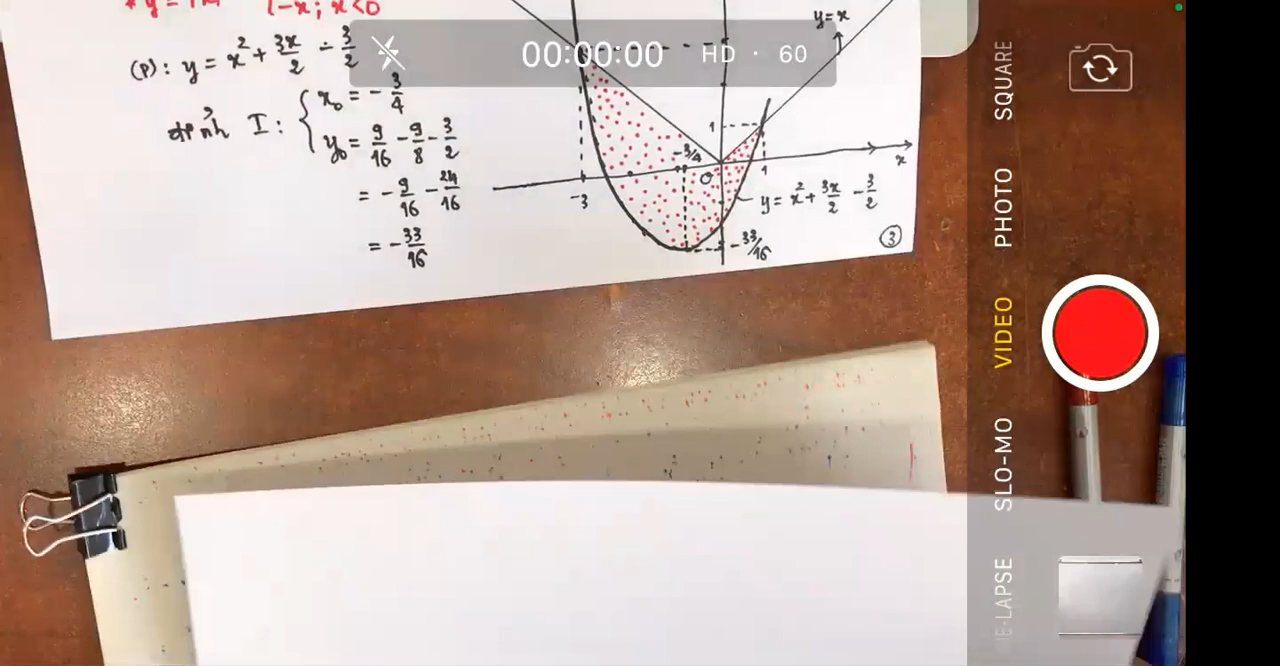 * y = |x| { -x; x<0
(P): y = x² + 3x/2 - 3/2
đỉnh I: { x₀ = - 3/4
y₀ = 9/16 - 9/8 - 3/2
= - 9/16 - 24/16
= - 33/16
y=x
1
-3/4
O
1
x
-3
y = x² + 3x/2 - 3/2
-33/16
③
00:00:00 HD · 60
SQUARE
PHOTO
VIDEO
SLO-MO
E-LAPSE